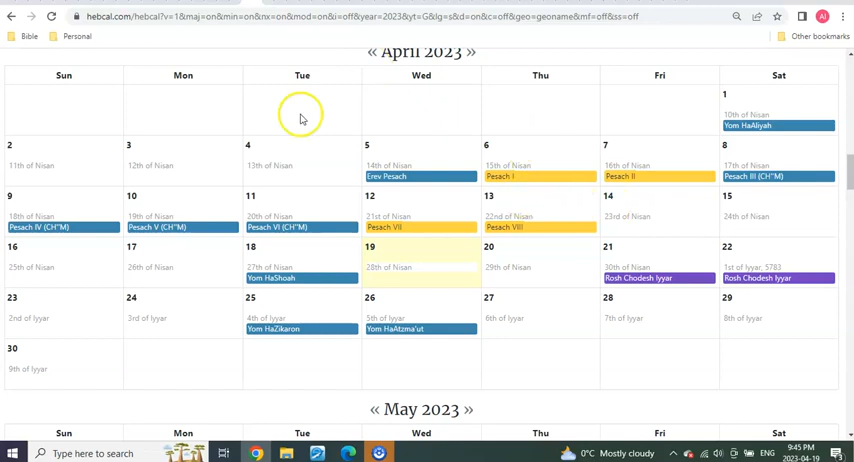 hebcal.com/hebcal?v=1&maj=on&min=on&nx=on&mod=on&i=off&year=2023&yt=G&lg=s&d=on&c=off&geo=geoname&mf=off&ss=off
AI
Bible Personal Other bookmarks
« April 2023 »
Sun Mon Tue Wed Thu Fri Sat
1
10th of Nisan
Yom HaAliyah
2 3 4 5 6 7 8
11th of Nisan 12th of Nisan 13th of Nisan 14th of Nisan 15th of Nisan 16th of Nisan 17th of Nisan
Erev Pesach Pesach I Pesach II Pesach III (CH''M)
9 10 11 12 13 14 15
18th of Nisan 19th of Nisan 20th of Nisan 21st of Nisan 22nd of Nisan 23rd of Nisan 24th of Nisan
Pesach IV (CH''M) Pesach V (CH''M) Pesach VI (CH''M) Pesach VII Pesach VIII
16 17 18 19 20 21 22
25th of Nisan 26th of Nisan 27th of Nisan 28th of Nisan 29th of Nisan 30th of Nisan 1st of Iyyar, 5783
Yom HaShoah Rosh Chodesh Iyyar Rosh Chodesh Iyyar
23 24 25 26 27 28 29
2nd of Iyyar 3rd of Iyyar 4th of Iyyar 5th of Iyyar 6th of Iyyar 7th of Iyyar 8th of Iyyar
Yom HaZikaron Yom HaAtzma'ut
30
9th of Iyyar
« May 2023 »
Sun Mon Tue Wed Thu Fri Sat
Type here to search 0°C Mostly cloudy ENG 9:45 PM
2023-04-19
3